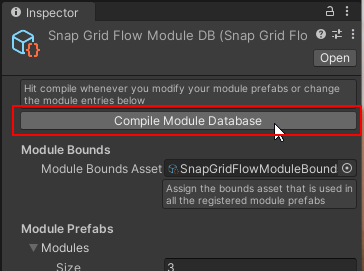 Inspector
Snap Grid Flow Module DB (Snap Grid Flo
Open
Hit compile whenever you modify your module prefabs or change
the module entries below
Compile Module Database
Module Bounds
Module Bounds Asset SnapGridFlowModuleBound
Assign the bounds asset that is used in
all the registered module prefabs
Module Prefabs
Modules
Size 3